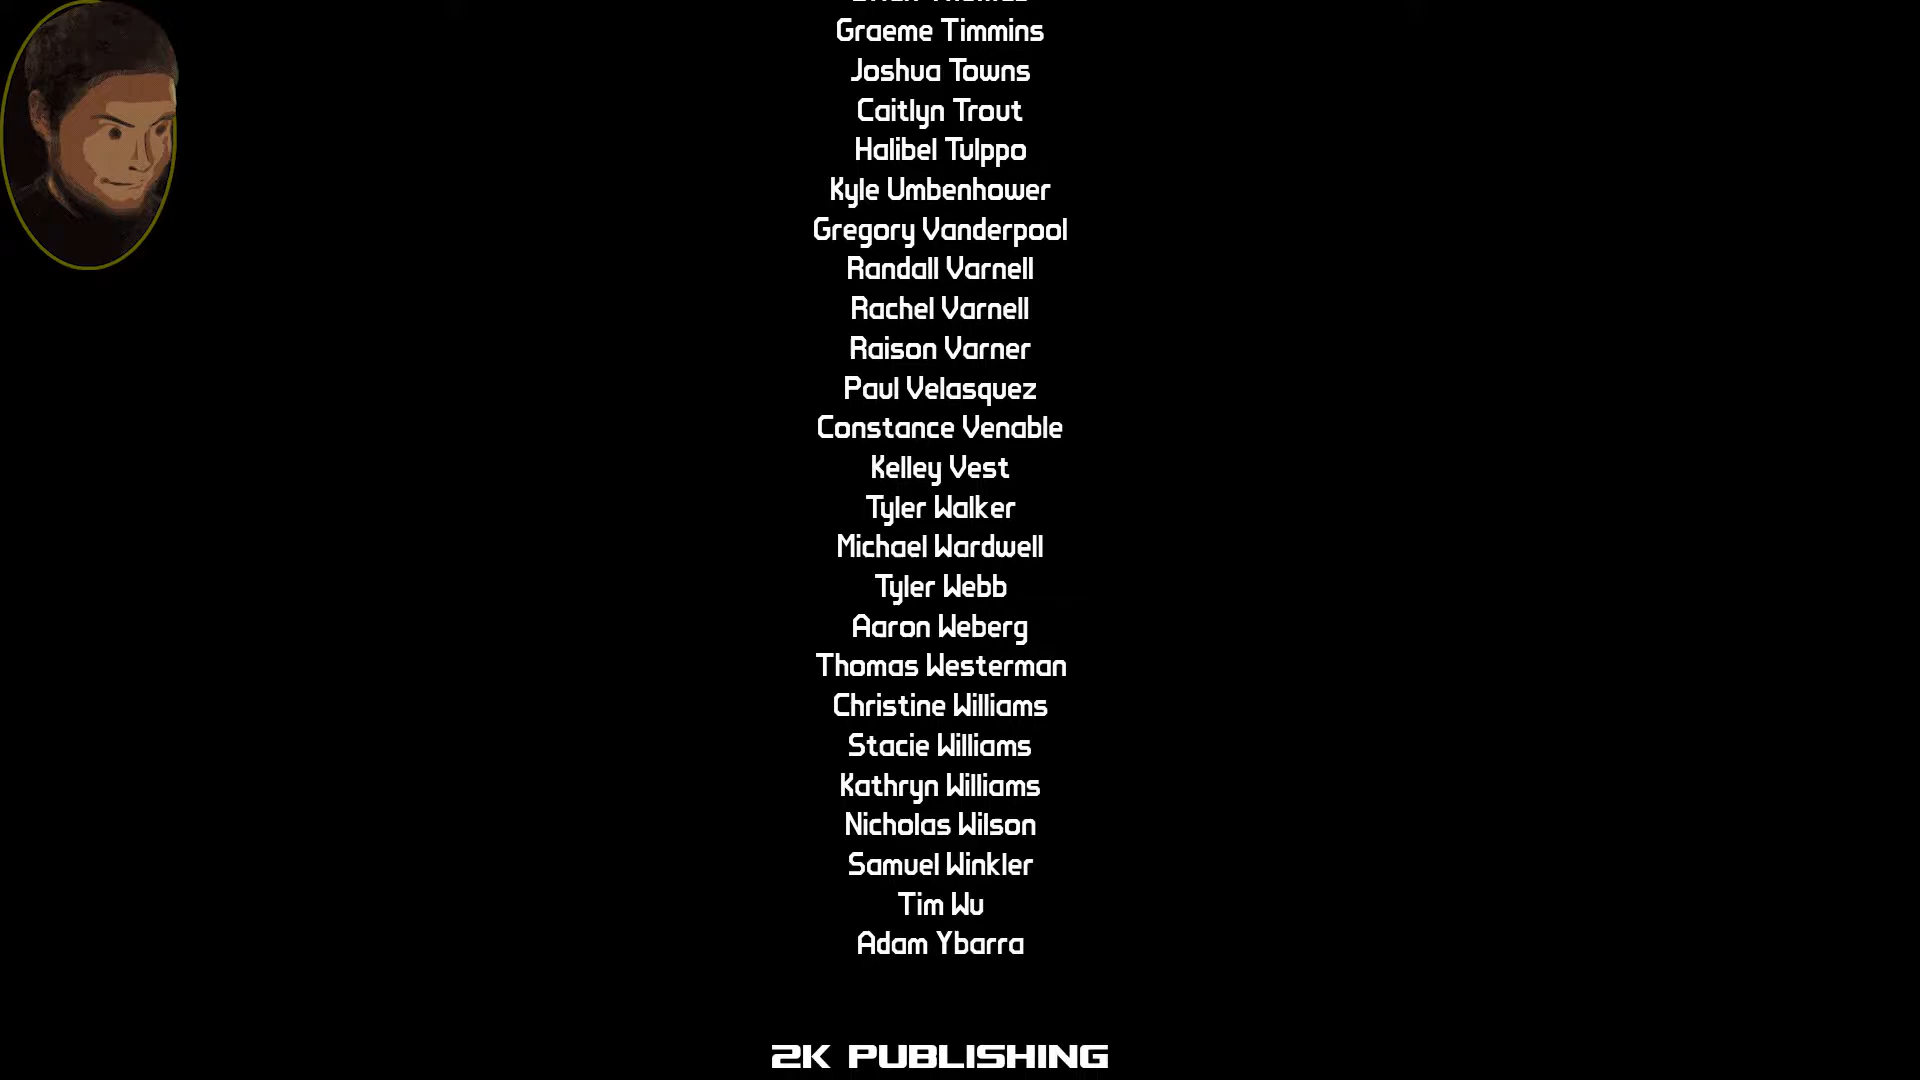 Graeme Timmins
Joshua Towns
Caitlyn Trout
Halibel Tulppo
Kyle Umbenhower
Gregory Vanderpool
Randall Varnell
Rachel Varnell
Raison Varner
Paul Velasquez
Constance Venable
Kelley Vest
Tyler Walker
Michael Wardwell
Tyler Webb
Aaron Weberg
Thomas Westerman
Christine Williams
Stacie Williams
Kathryn Williams
Nicholas Wilson
Samuel Winkler
Tim Wu
Adam Ybarra
2K PUBLISHING